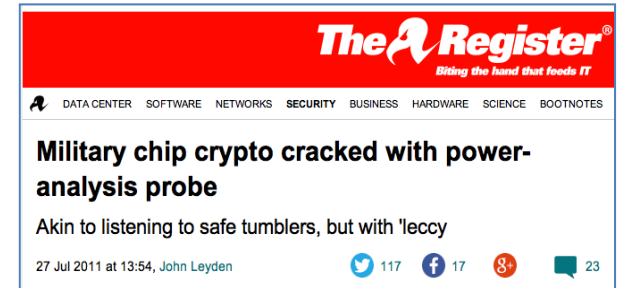 The Register®
Biting the hand that feeds IT
DATA CENTER SOFTWARE NETWORKS SECURITY BUSINESS HARDWARE SCIENCE BOOTNOTES
Military chip crypto cracked with power-
analysis probe
Akin to listening to safe tumblers, but with 'leccy
27 Jul 2011 at 13:54, John Leyden 117 17 8+ 23